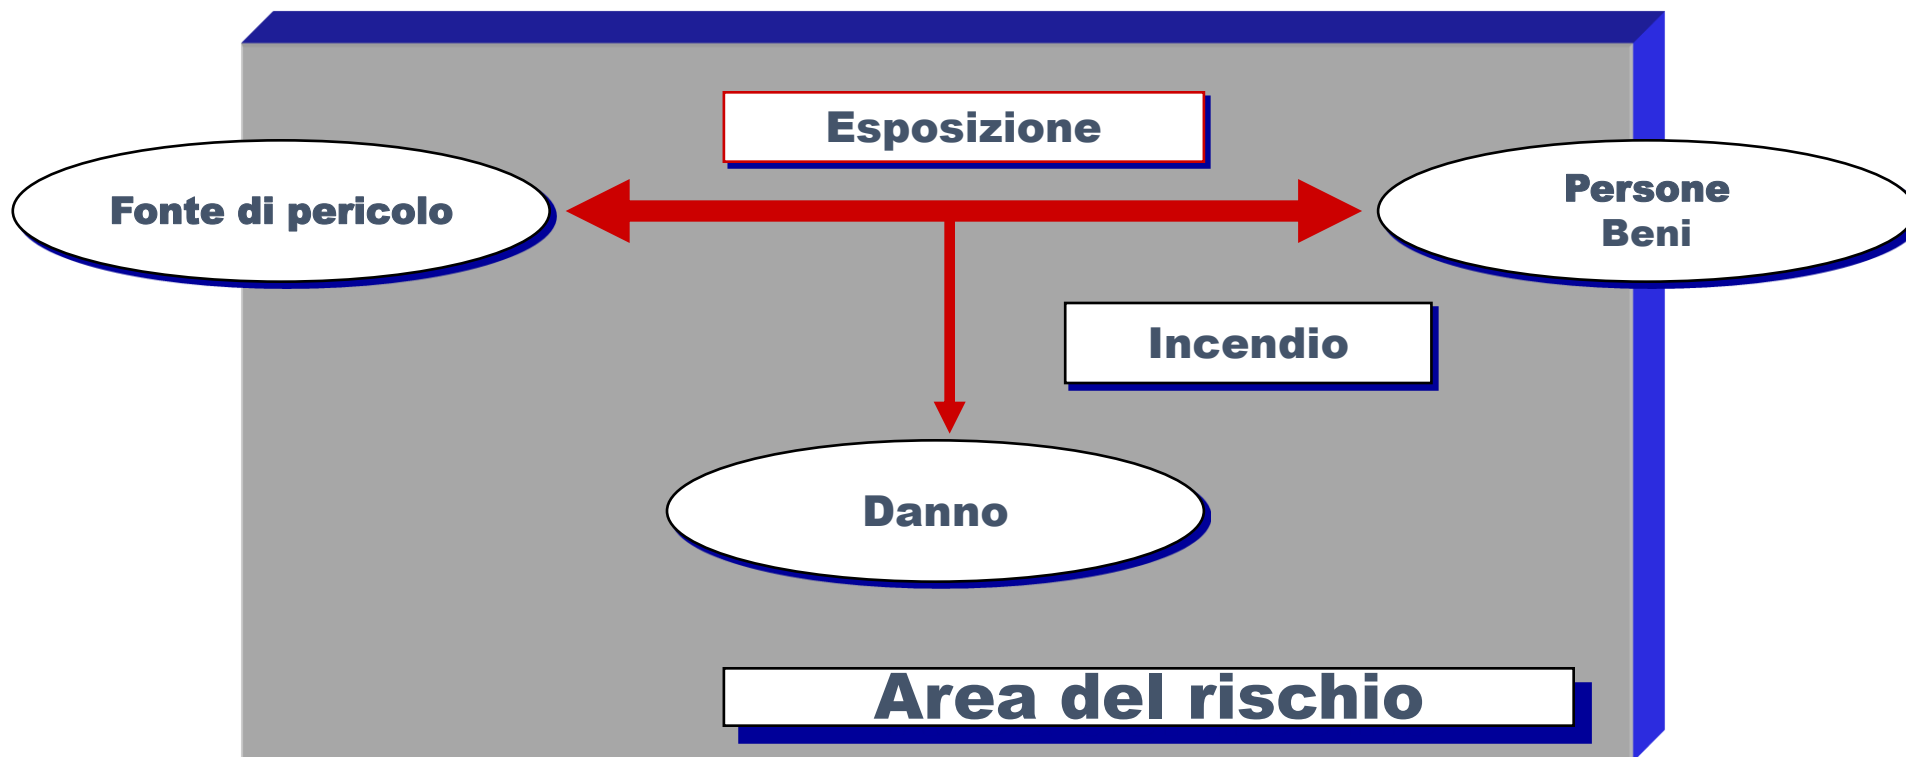 Esposizione
Fonte di pericolo
Persone
Beni
Incendio
Danno
Area del rischio